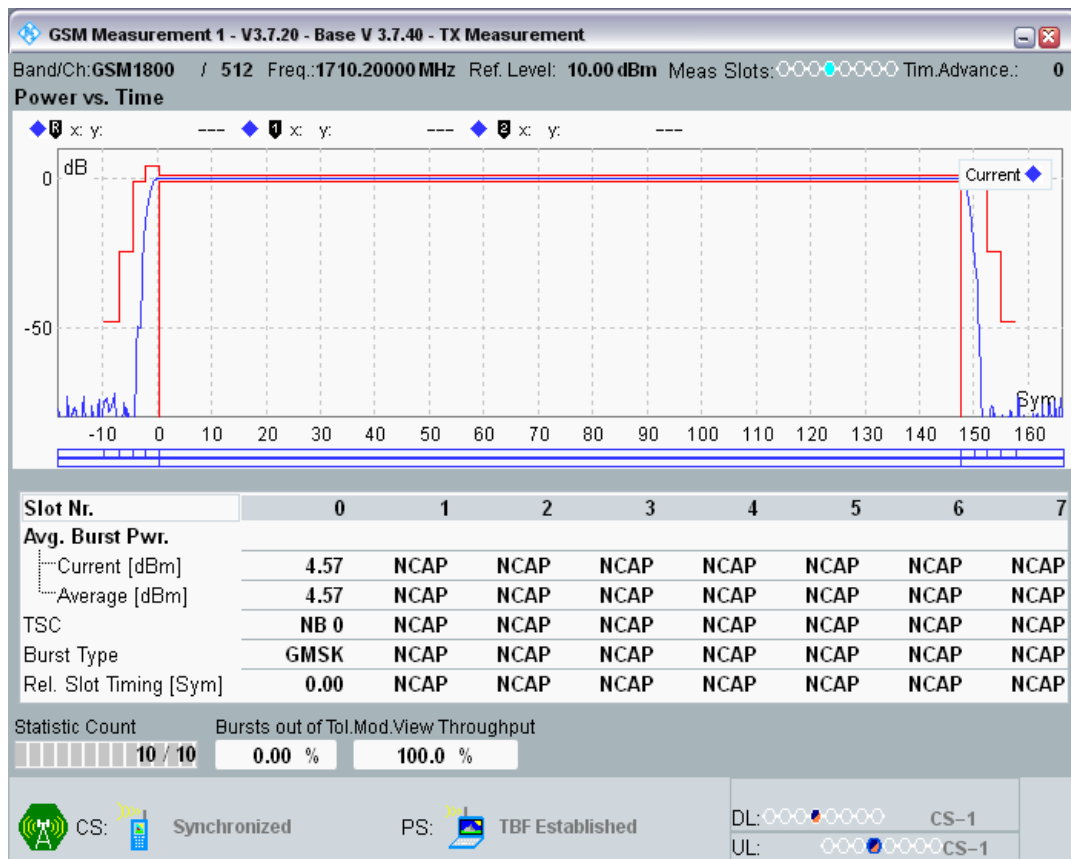 GSM Measurement 1 - V3.7.20 - Base V 3.7.40 - TX Measurement
Band/Ch:GSM1800 / 512 Freq.:1710.20000 MHz Ref. Level: 10.00 dBm Meas Slots: Tim.Advance.: 0
Power vs. Time
R x: y: --- 1 x: y: --- 2 x: y: ---
dB
Current
0
-50
Sym
-10 0 10 20 30 40 50 60 70 80 90 100 110 120 130 140 150 160
Slot Nr. 0 1 2 3 4 5 6 7
Avg. Burst Pwr.
Current [dBm] 4.57 NCAP NCAP NCAP NCAP NCAP NCAP NCAP
Average [dBm] 4.57 NCAP NCAP NCAP NCAP NCAP NCAP NCAP
TSC NB 0 NCAP NCAP NCAP NCAP NCAP NCAP NCAP
Burst Type GMSK NCAP NCAP NCAP NCAP NCAP NCAP NCAP
Rel. Slot Timing [Sym] 0.00 NCAP NCAP NCAP NCAP NCAP NCAP NCAP
Statistic Count Bursts out of Tol.Mod.View Throughput
10 / 10 0.00 % 100.0 %
CS: Synchronized PS: TBF Established
DL: CS-1
UL: CS-1